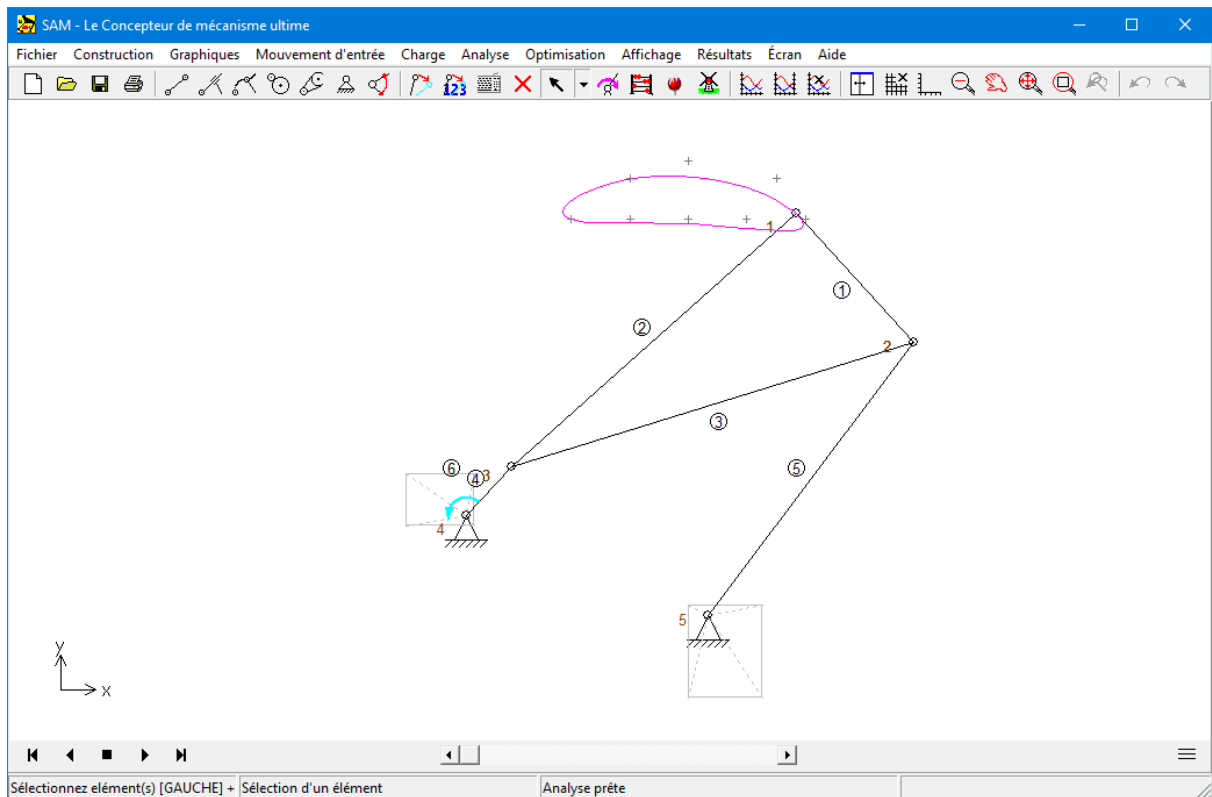 SAM - Le Concepteur de mécanisme ultime
Fichier Construction Graphiques Mouvement d'entrée Charge Analyse Optimisation Affichage Résultats Écran Aide
123
1
1
2
2
3
5
6
4
3
4
5
y
x
Sélectionnez elément(s) [GAUCHE] + Sélection d'un élément Analyse prête